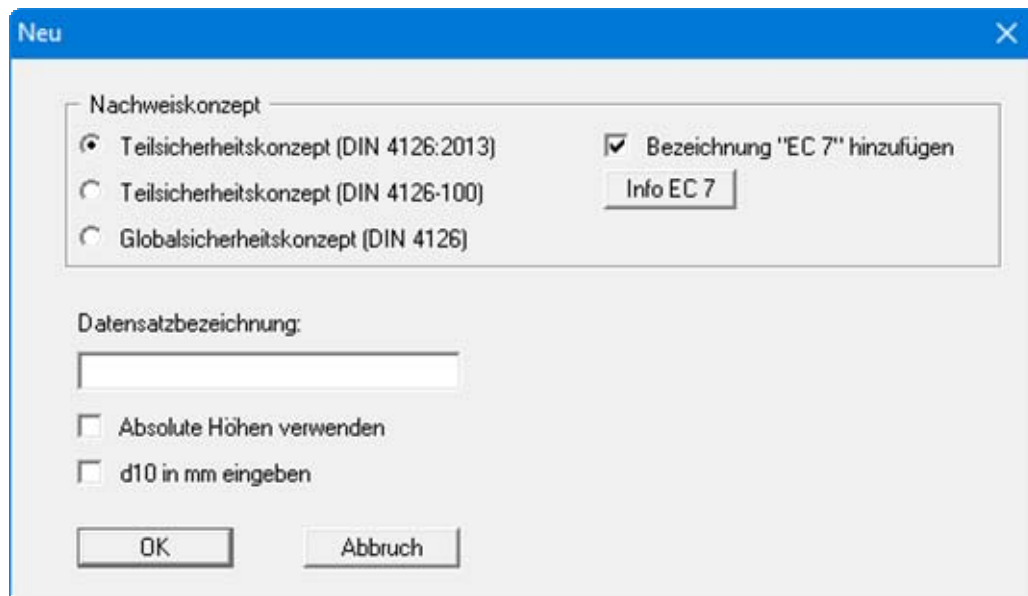 Neu
Nachweiskonzept
Teilsicherheitskonzept (DIN 4126:2013)
Bezeichnung "EC 7" hinzufügen
Teilsicherheitskonzept (DIN 4126-100)
Info EC 7
Globalsicherheitskonzept (DIN 4126)
Datensatzbezeichnung:
Absolute Höhen verwenden
d10 in mm eingeben
OK
Abbruch